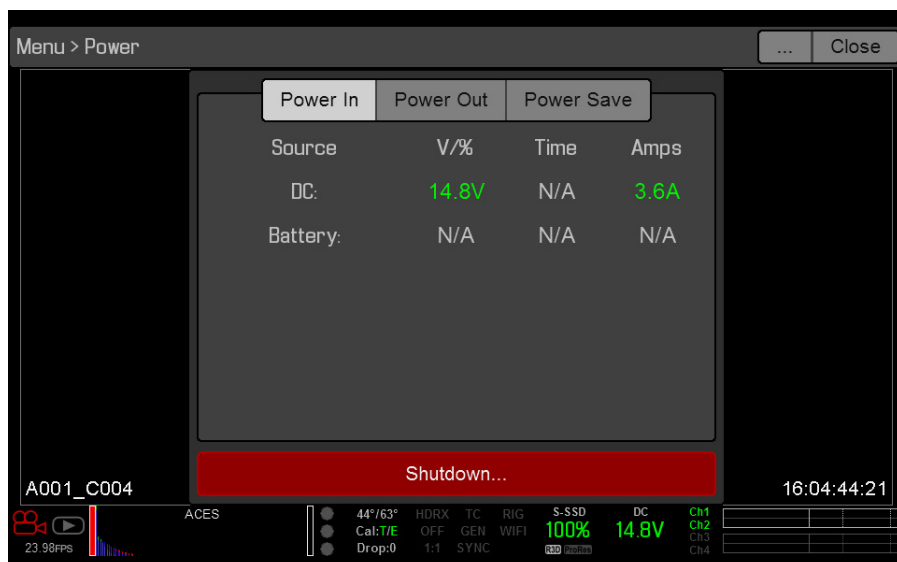 Menu > Power
... Close
Power In Power Out Power Save
Source V/% Time Amps
DC: 14.8V N/A 3.6A
Battery: N/A N/A N/A
Shutdown...
A001_C004 16:04:44:21
ACES 44°/63° HDRX TC RIG S-SSD DC Ch1
Cal:T/E OFF GEN WIFI 100% 14.8V Ch2
23.98FPS Drop:0 1:1 SYNC R3D ProRes Ch3
Ch4